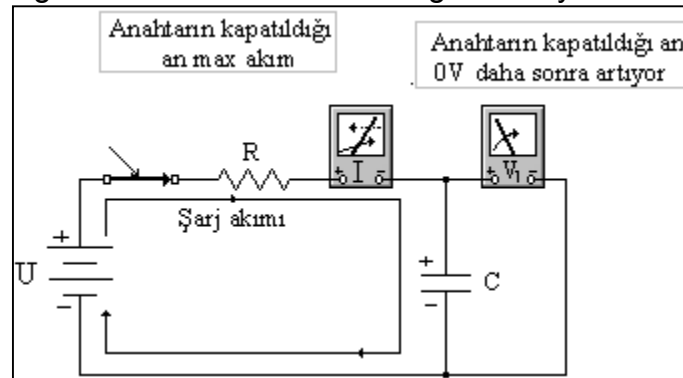 Anahtarın kapatıldığı
an max akım
Anahtarın kapatıldığı an
0V daha sonra artıyor
R
+ I -
+ V1 -
Şarj akımı
+
U
-
+
C
-